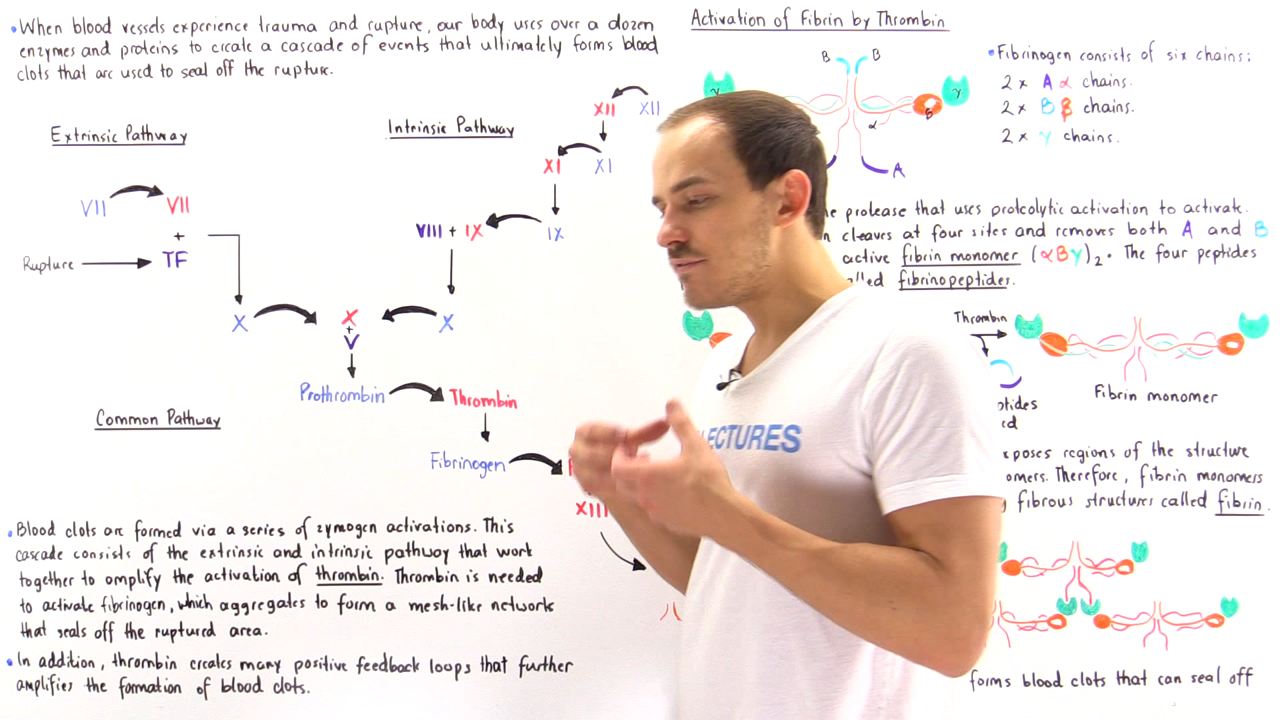 •When blood vessels experience trauma and rupture, our body uses over a dozen
enzymes and proteins to create a cascade of events that ultimately forms blood
clots that are used to seal off the rupture.
Extrinsic Pathway
Intrinsic Pathway
XII XII
XI XI
VII VII
+
Rupture TF
VIII + IX IX
X X X
+
V
Prothrombin Thrombin
Common Pathway
Fibrinogen
XIII
•Blood clots are formed via a series of zymogen activations. This
cascade consists of the extrinsic and intrinsic pathway that work
together to amplify the activation of thrombin. Thrombin is needed
to activate fibrinogen, which aggregates to form a mesh-like network
that seals off the ruptured area.
•In addition, thrombin creates many positive feedback loops that further
amplifies the formation of blood clots.
Activation of Fibrin by Thrombin
B B
γ γ
β
α
A
•Fibrinogen consists of six chains:
2 x A α chains.
2 x B β chains.
2 x γ chains.
protease that uses proteolytic activation to activate
cleaves at four sites and removes both A and B
active fibrin monomer (αβγ)₂. The four peptides
called fibrinopeptides.
Thrombin
Fibrin monomer
regions of the structure
Therefore, fibrin monomers
fibrous structures called fibrin.
forms blood clots that can seal off
LECTURES